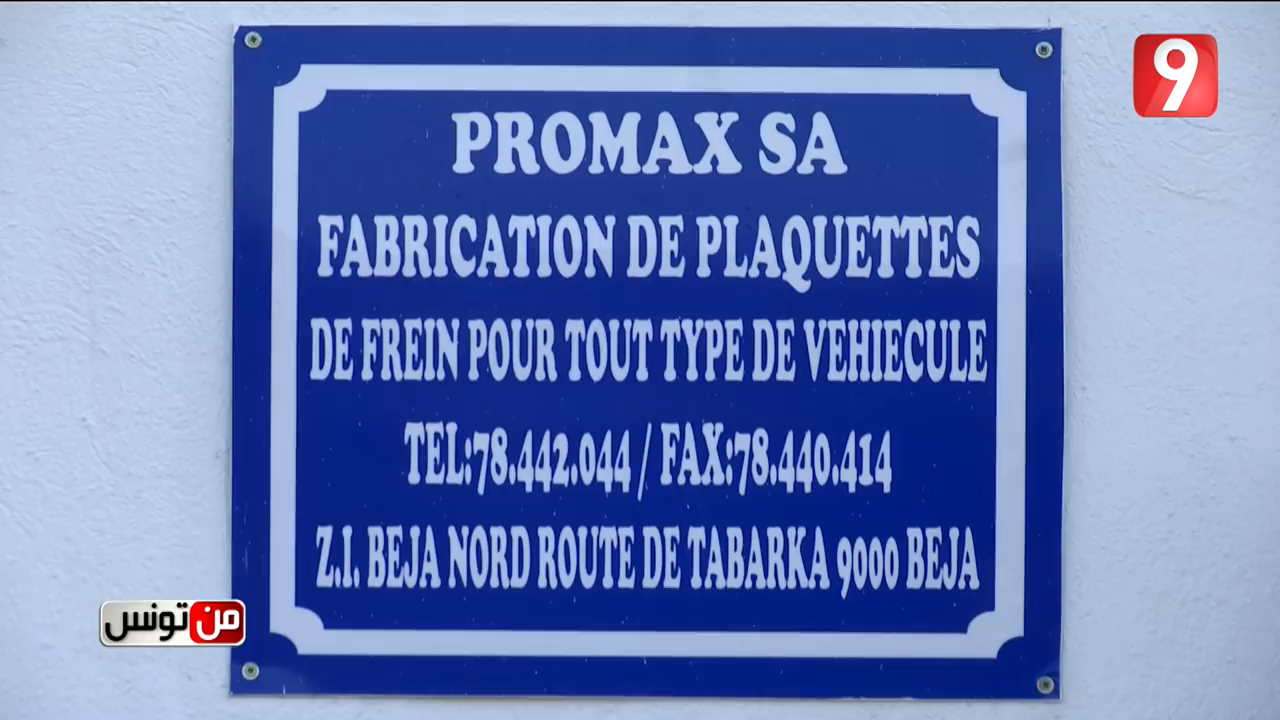 9
PROMAX SA
FABRICATION DE PLAQUETTES
DE FREIN POUR TOUT TYPE DE VEHIECULE
TEL:78.442.044 / FAX:78.440.414
Z.I. BEJA NORD ROUTE DE TABARKA 9000 BEJA
من تونس